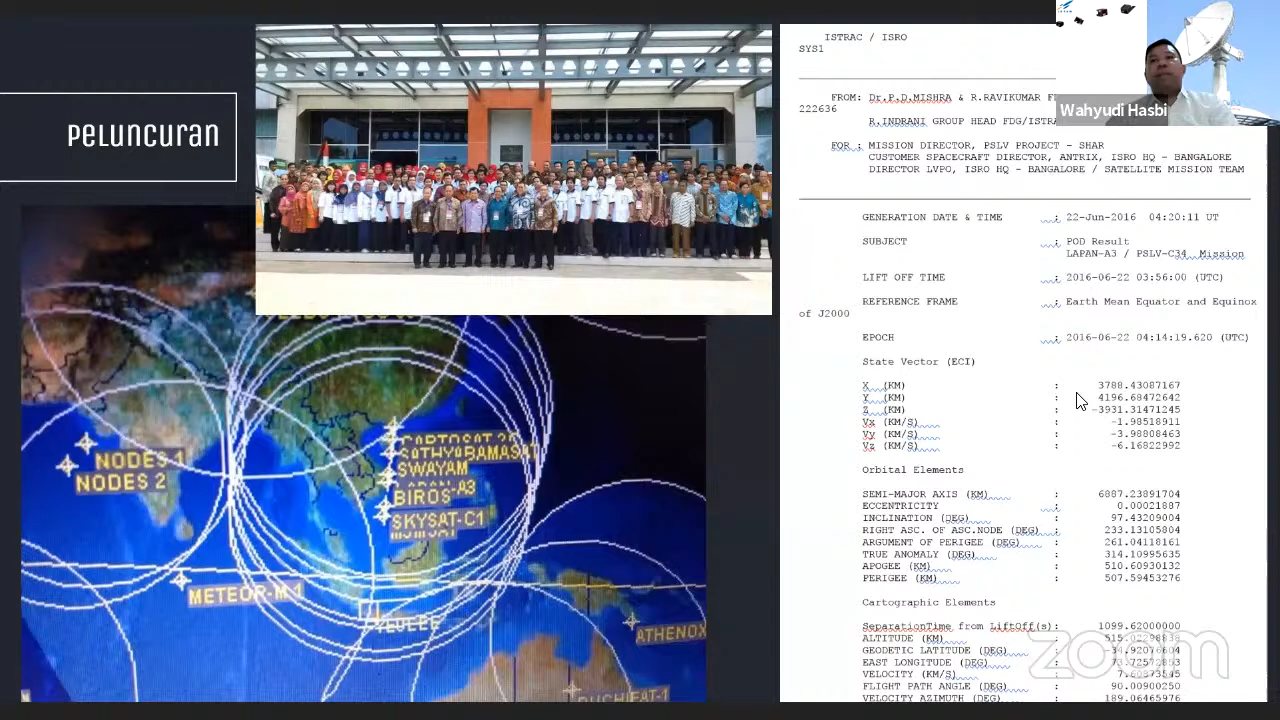 Peluncuran
NODES
NODES 2
METEOR-M 1
SATHYABAMASAT
SWAYAM
BIROS
-A3
SKYSAT-C1
ATHENOX
ISTRAC / ISRO
SYS1
FROM: Dr.P.D.MISHRA & R.RAVIKUMAR
222636
R.INDRANI GROUP HEAD FDG/ISTRA
FOR : MISSION DIRECTOR, PSLV PROJECT - SHAR
CUSTOMER SPACECRAFT DIRECTOR, ANTRIX, ISRO HQ - BANGALORE
DIRECTOR LVPO, ISRO HQ - BANGALORE / SATELLITE MISSION TEAM
GENERATION DATE & TIME : 22-Jun-2016 04:20:11 UT
SUBJECT : POD Result
LAPAN-A3 / PSLV-C34 Mission
LIFT OFF TIME : 2016-06-22 03:56:00 (UTC)
REFERENCE FRAME : Earth Mean Equator and Equinox
of J2000
EPOCH : 2016-06-22 04:14:19.620 (UTC)
State Vector (ECI)
X (KM) : 3788.43087167
Y (KM) : 4196.68472642
Z (KM) : -3931.31471245
Vx (KM/S) : -1.98518911
Vy (KM/S) : -3.98808463
Vz (KM/S) : -6.16822992
Orbital Elements
SEMI-MAJOR AXIS (KM) : 6887.23891704
ECCENTRICITY : 0.00021887
INCLINATION (DEG) : 97.43209004
RIGHT ASC. OF ASC.NODE (DEG) : 233.13105804
ARGUMENT OF PERIGEE (DEG) : 261.04118161
TRUE ANOMALY (DEG) : 314.10995635
APOGEE (KM) : 510.60930132
PERIGEE (KM) : 507.59453276
Cartographic Elements
SeparationTime from LiftOff(s): 1099.62000000
ALTITUDE (KM) :
GEODETIC LATITUDE (DEG) :
EAST LONGITUDE (DEG) :
VELOCITY (KM/S) :
FLIGHT PATH ANGLE (DEG) : 90.00900250
VELOCITY AZIMUTH (DEG) : 189.06465976
Wahyudi Hasbi
zoom